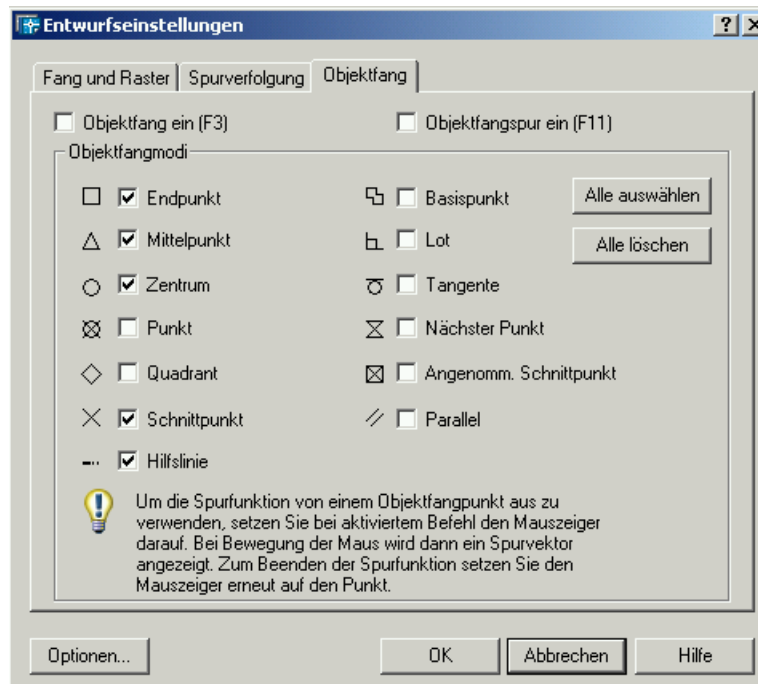 Entwurfseinstellungen
Fang und Raster Spurverfolgung Objektfang
Objektfang ein (F3) Objektfangspur ein (F11)
Objektfangmodi
Endpunkt Basispunkt Alle auswählen
Mittelpunkt Lot Alle löschen
Zentrum Tangente
Punkt Nächster Punkt
Quadrant Angenomm. Schnittpunkt
Schnittpunkt Parallel
Hilfslinie
Um die Spurfunktion von einem Objektfangpunkt aus zu
verwenden, setzen Sie bei aktiviertem Befehl den Mauszeiger
darauf. Bei Bewegung der Maus wird dann ein Spurvektor
angezeigt. Zum Beenden der Spurfunktion setzen Sie den
Mauszeiger erneut auf den Punkt.
Optionen... OK Abbrechen Hilfe